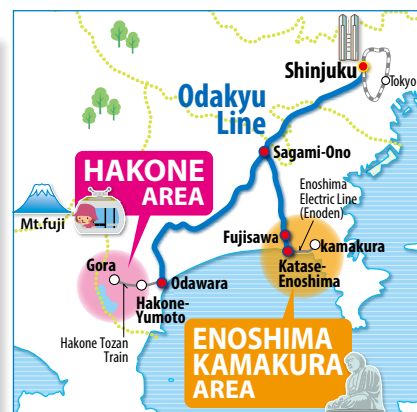 Shinjuku
Tokyo
Odakyu
Line
Sagami-Ono
HAKONE
AREA
Enoshima
Electric Line
(Enoden)
Mt.fuji
Fujisawa
kamakura
Gora
Katase-
Enoshima
Odawara
Hakone-
Yumoto
Hakone Tozan
Train
ENOSHIMA
KAMAKURA
AREA